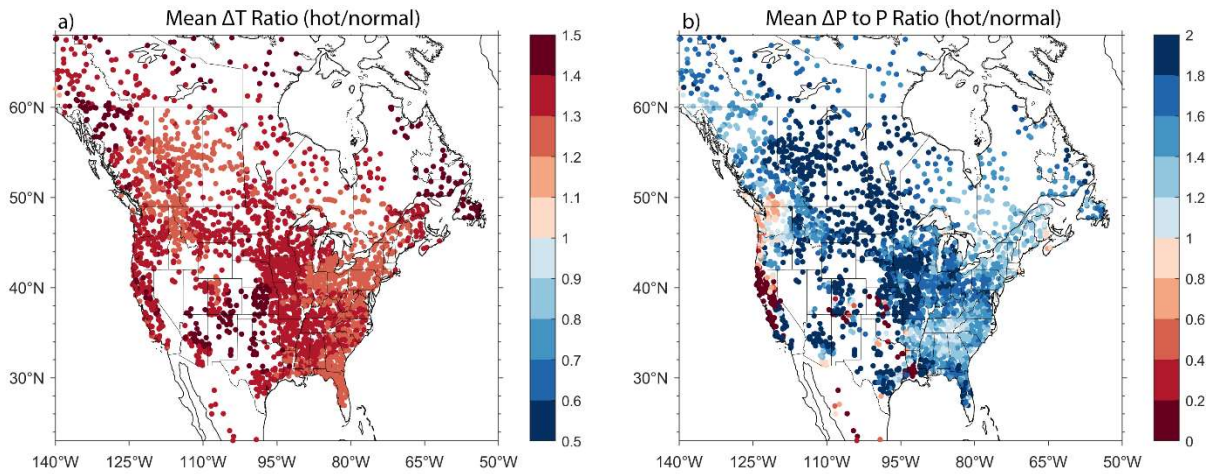 a) Mean ΔT Ratio (hot/normal)
1.5
1.4
60°N
1.3
1.2
50°N
1.1
1
40°N
0.9
0.8
0.7
30°N
0.6
0.5
140°W 125°W 110°W 95°W 80°W 65°W 50°W
b) Mean ΔP to P Ratio (hot/normal)
2
1.8
60°N
1.6
1.4
50°N
1.2
1
40°N
0.8
0.6
0.4
30°N
0.2
0
140°W 125°W 110°W 95°W 80°W 65°W 50°W